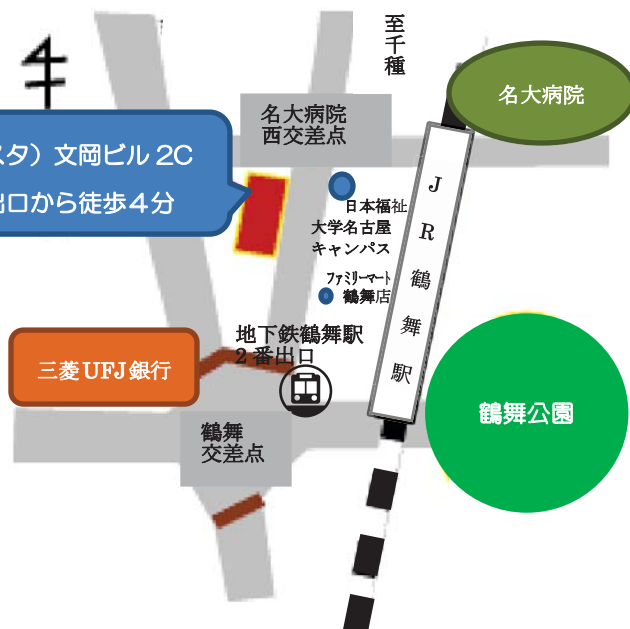 至千種
名大病院
名大病院
西交差点
スタ）文岡ビル 2C
出口から徒歩４分
日本福祉
大学名古屋
キャンパス
ＪＲ鶴舞駅
ファミリーマート
鶴舞店
地下鉄鶴舞駅
2 番出口
三菱 UFJ 銀行
鶴舞公園
鶴舞
交差点